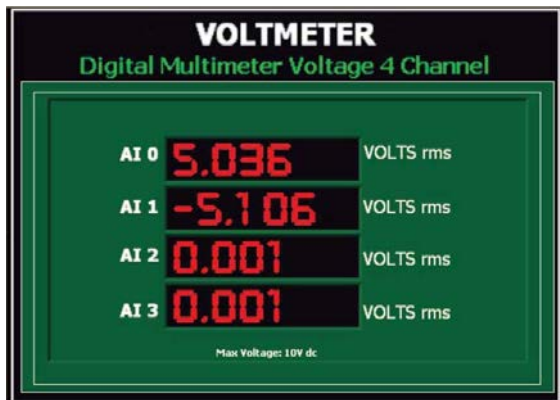 VOLTMETER
Digital Multimeter Voltage 4 Channel
AI 0 5.036 VOLTS rms
AI 1 -5.106 VOLTS rms
AI 2 0.001 VOLTS rms
AI 3 0.001 VOLTS rms
Max Voltage: 10V dc